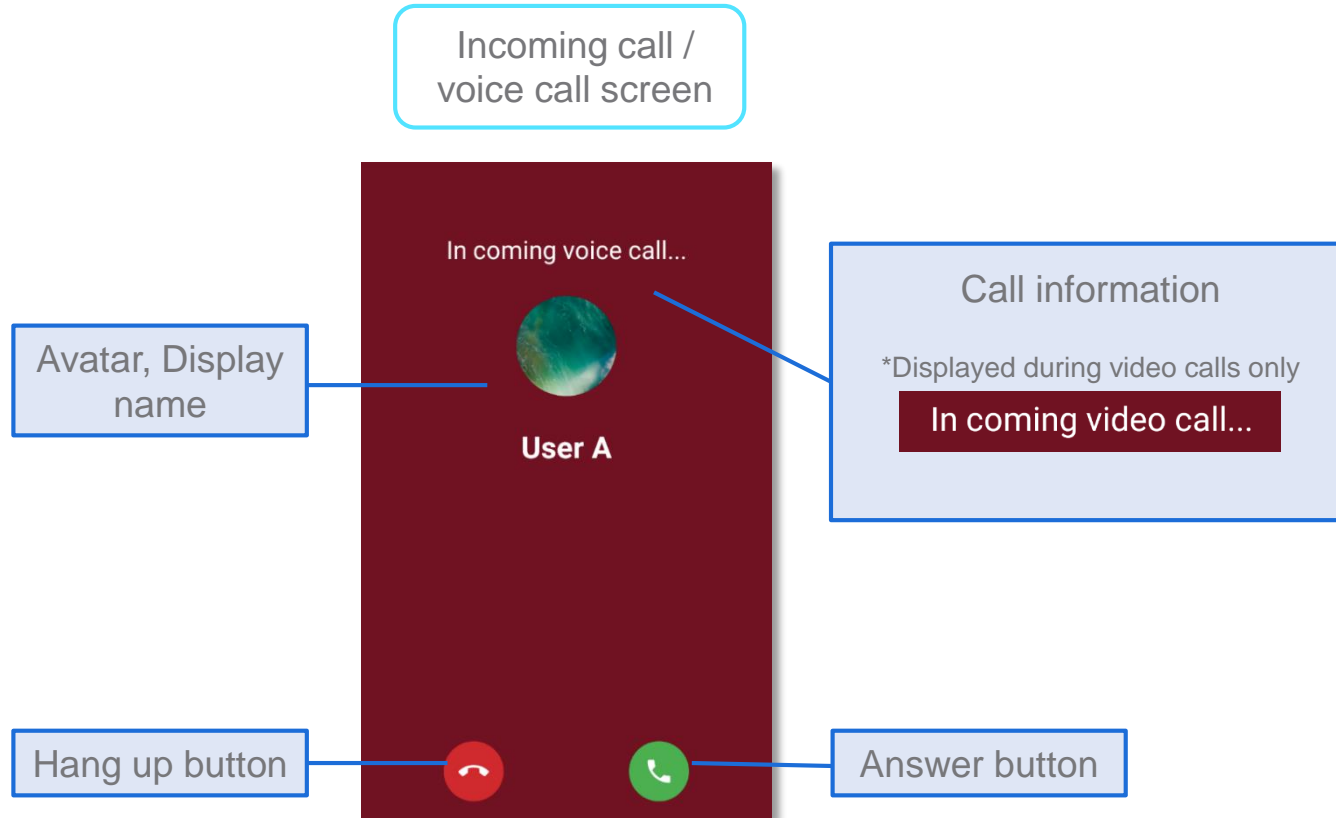 Incoming call /
voice call screen
In coming voice call...
Avatar, Display
name
User A
Call information
*Displayed during video calls only
In coming video call...
Hang up button
Answer button